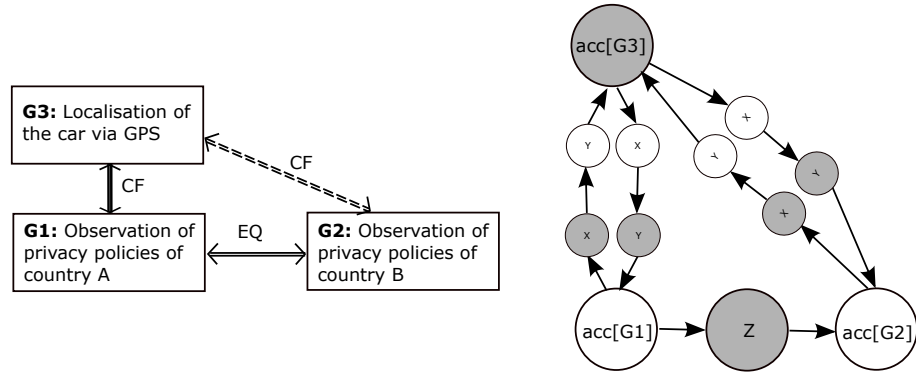 G3: Localisation of
the car via GPS
CF
CF
G1: Observation of
privacy policies of
country A
EQ
G2: Observation of
privacy policies of
country B
acc[G3]
Y
X
X
Y
X
Y
Y
X
acc[G1]
Z
acc[G2]